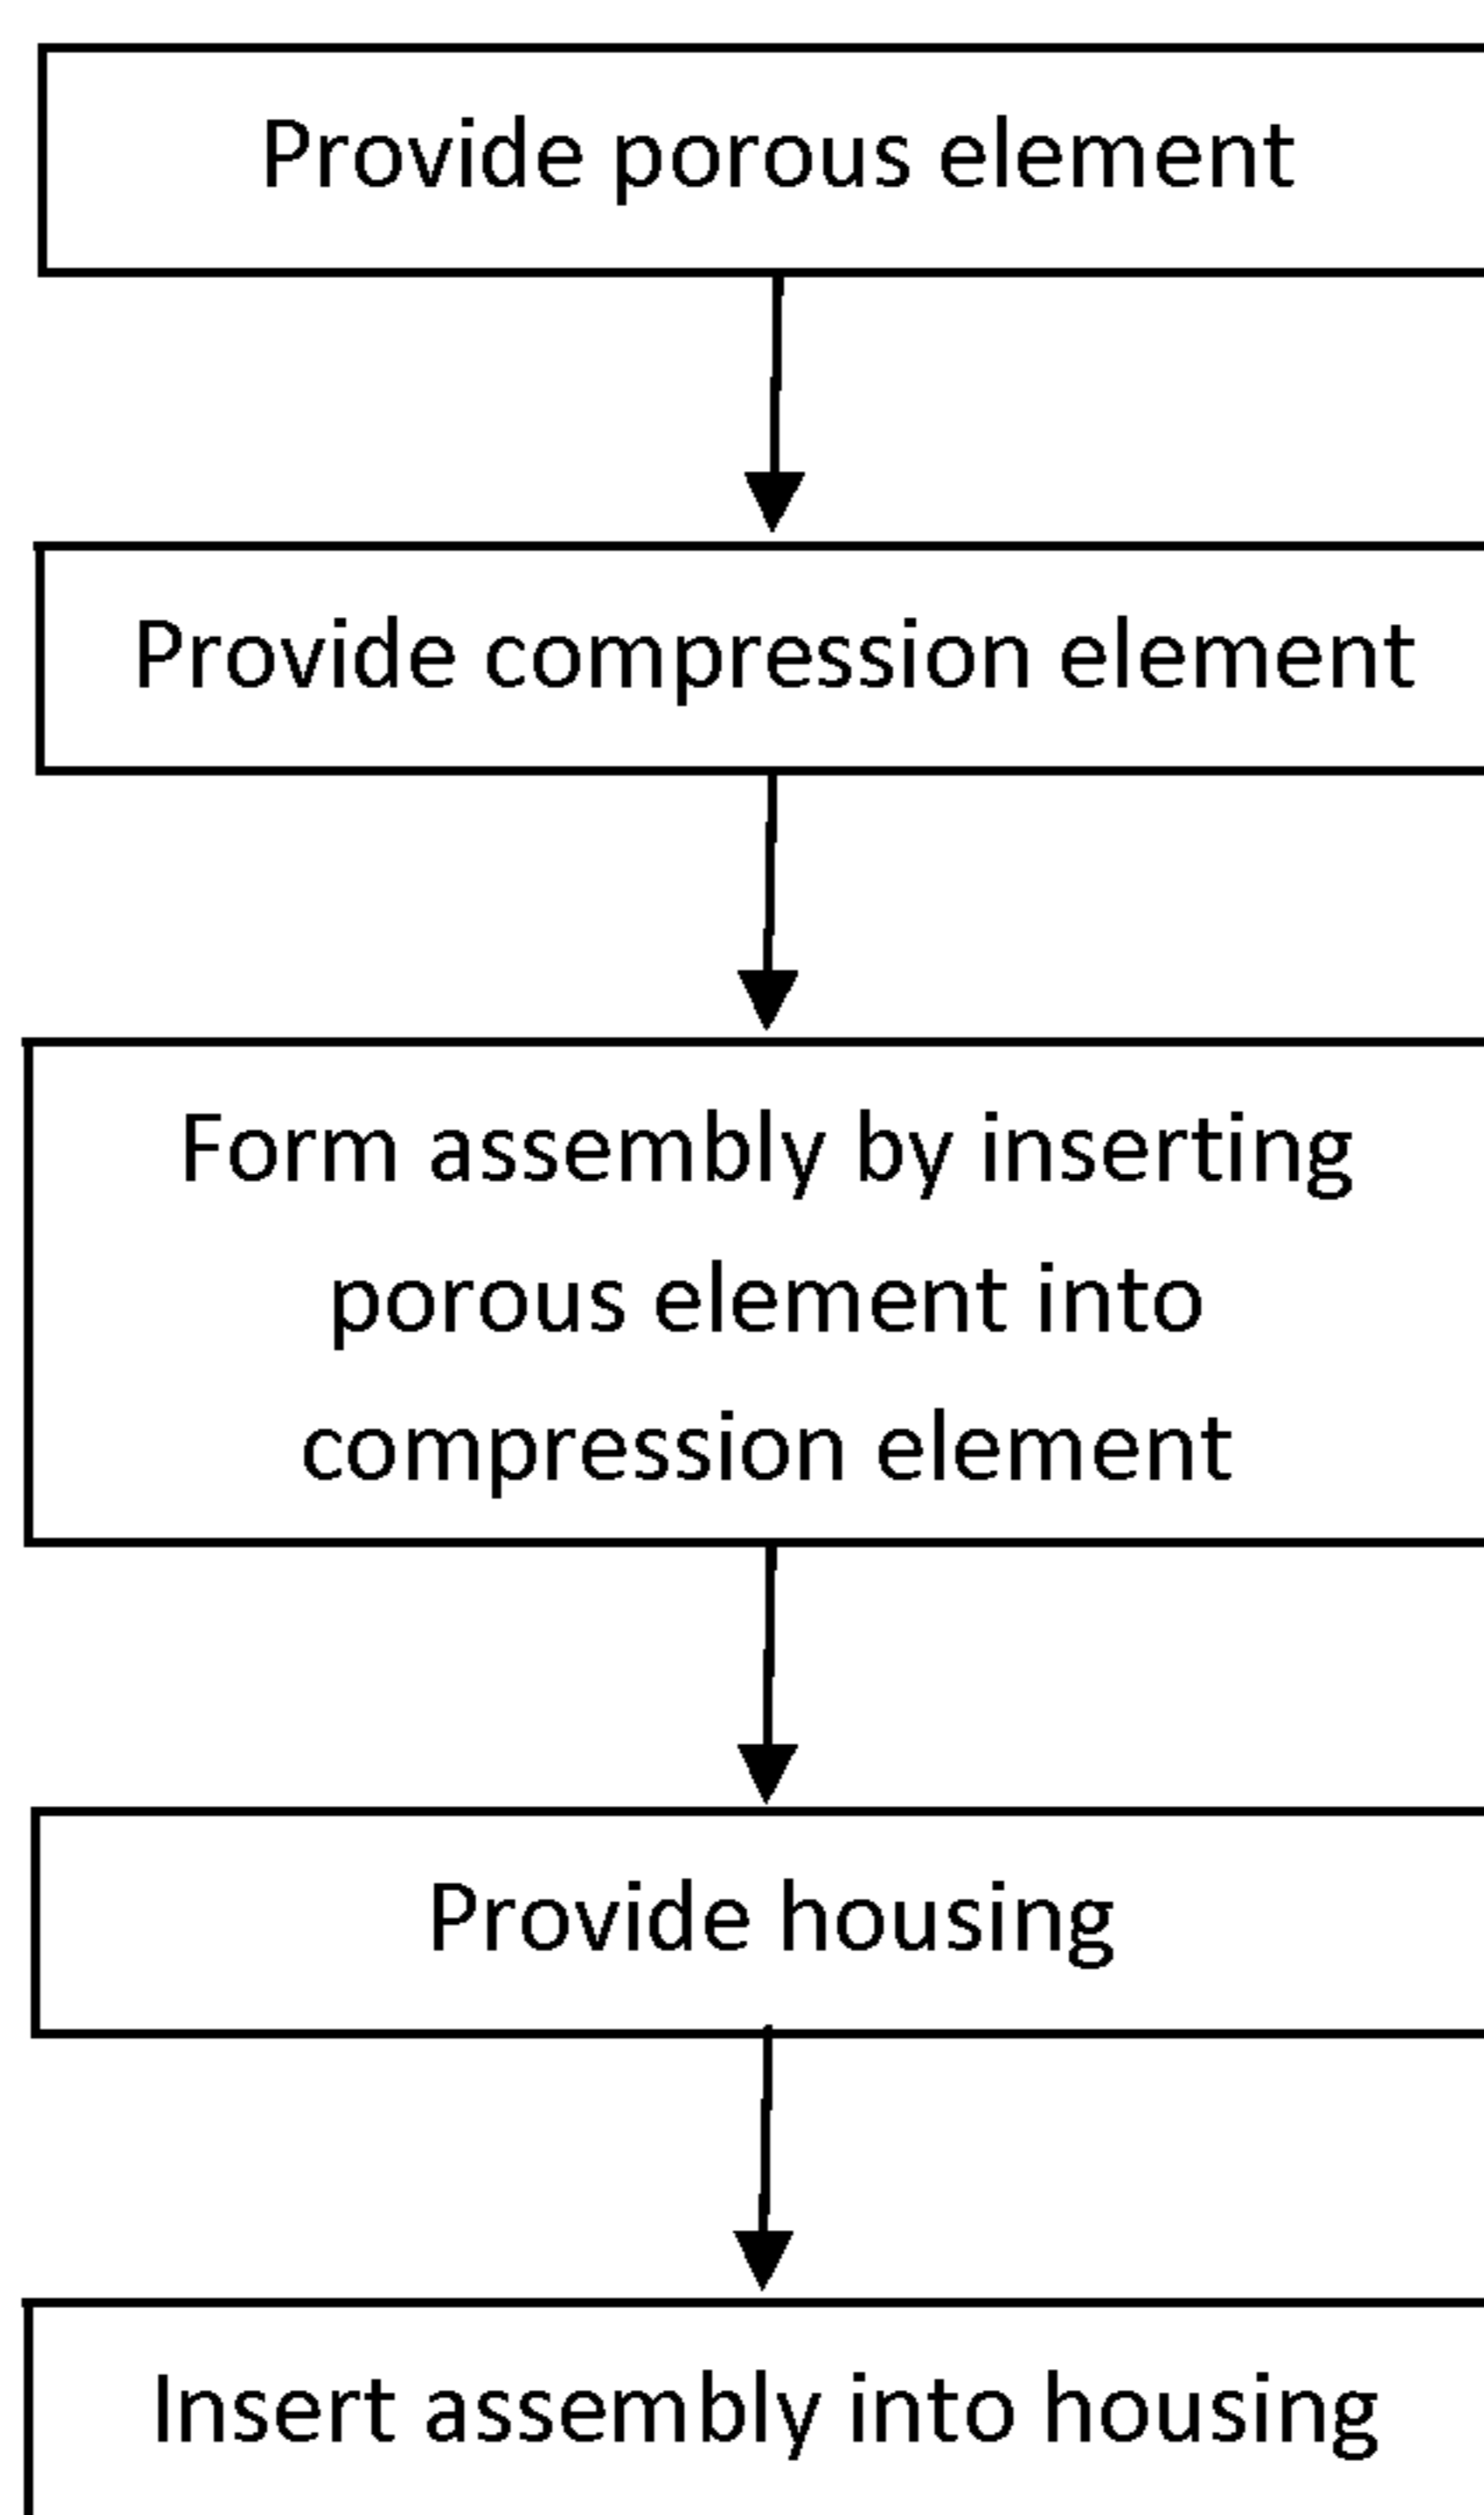 Provide porous element
Provide compression element
Form assembly by inserting
porous element into
compression element
Provide housing
Insert assembly into housing